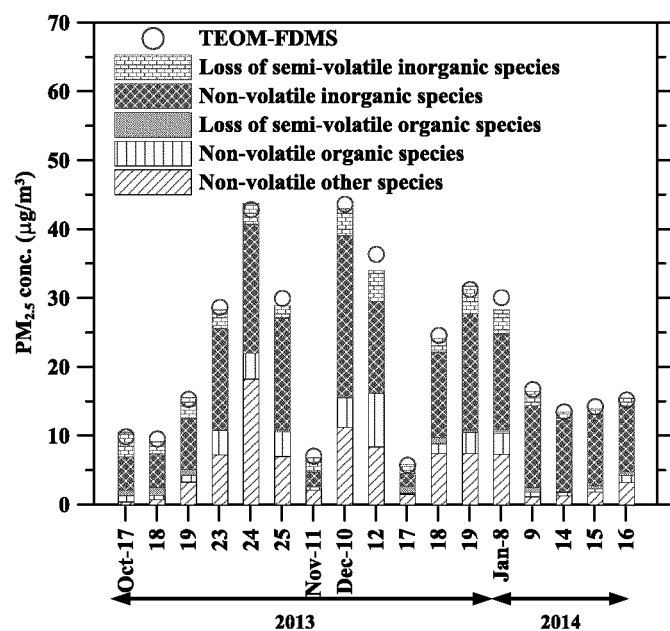 70
60
50
40
30
20
10
0
PM2.5 conc. (μg/m³)
TEOM-FDMS
Loss of semi-volatile inorganic species
Non-volatile inorganic species
Loss of semi-volatile organic species
Non-volatile organic species
Non-volatile other species
Oct-17
18
19
23
24
25
Nov-11
Dec-10
12
17
18
19
Jan-8
9
14
15
16
2013
2014